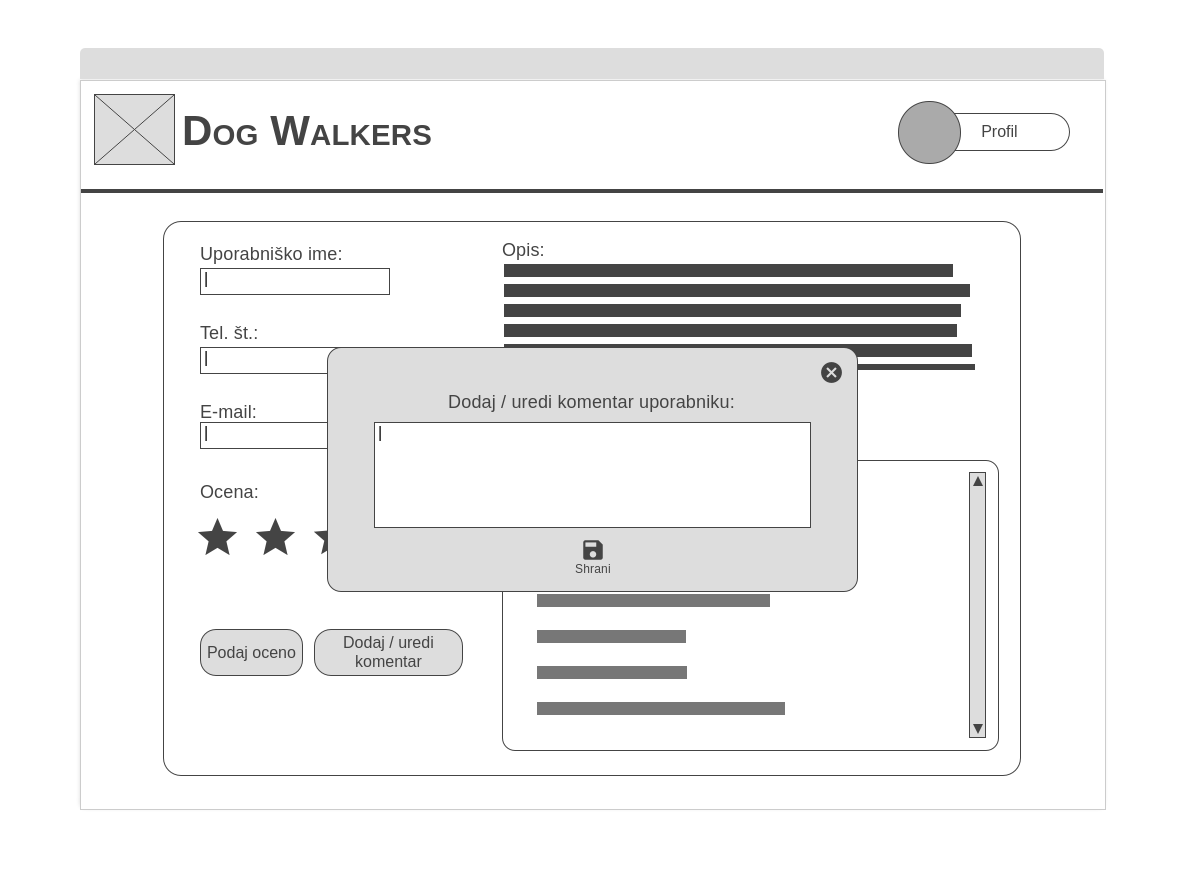 Dog Walkers
Profil
Uporabniško ime:
Opis:
Tel. št.:
E-mail:
Ocena:
Dodaj / uredi komentar uporabniku:
Shrani
Podaj oceno
Dodaj / uredi
komentar